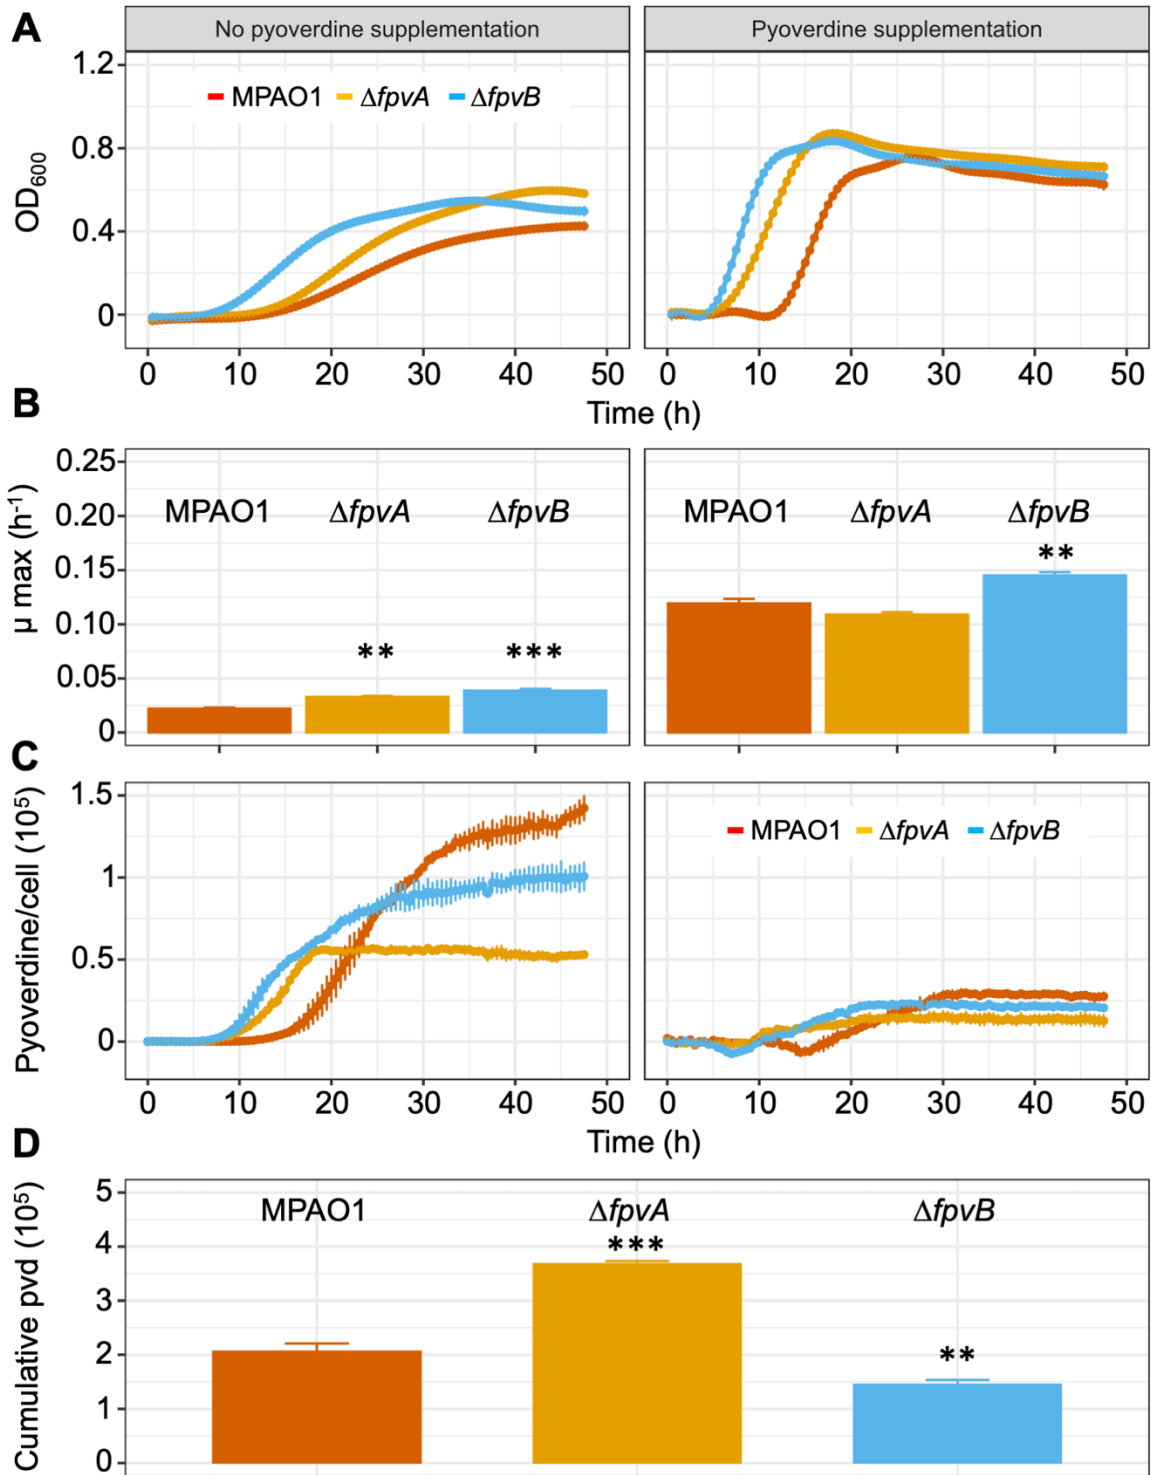 A
No pyoverdine supplementation
Pyoverdine supplementation
OD600
1.2
0.8
0.4
0
MPAO1 ΔfpvA ΔfpvB
0 10 20 30 40 50
0 10 20 30 40 50
Time (h)
B
μ max (h-1)
0.25
0.20
0.15
0.10
0.05
0
MPAO1 ΔfpvA ΔfpvB
** ***
MPAO1 ΔfpvA ΔfpvB
**
C
Pyoverdine/cell (10⁵)
1.5
1
0.5
0
MPAO1 ΔfpvA ΔfpvB
0 10 20 30 40 50
0 10 20 30 40 50
Time (h)
D
Cumulative pvd (10⁵)
5
4
3
2
1
0
MPAO1 ΔfpvA ΔfpvB
***
**